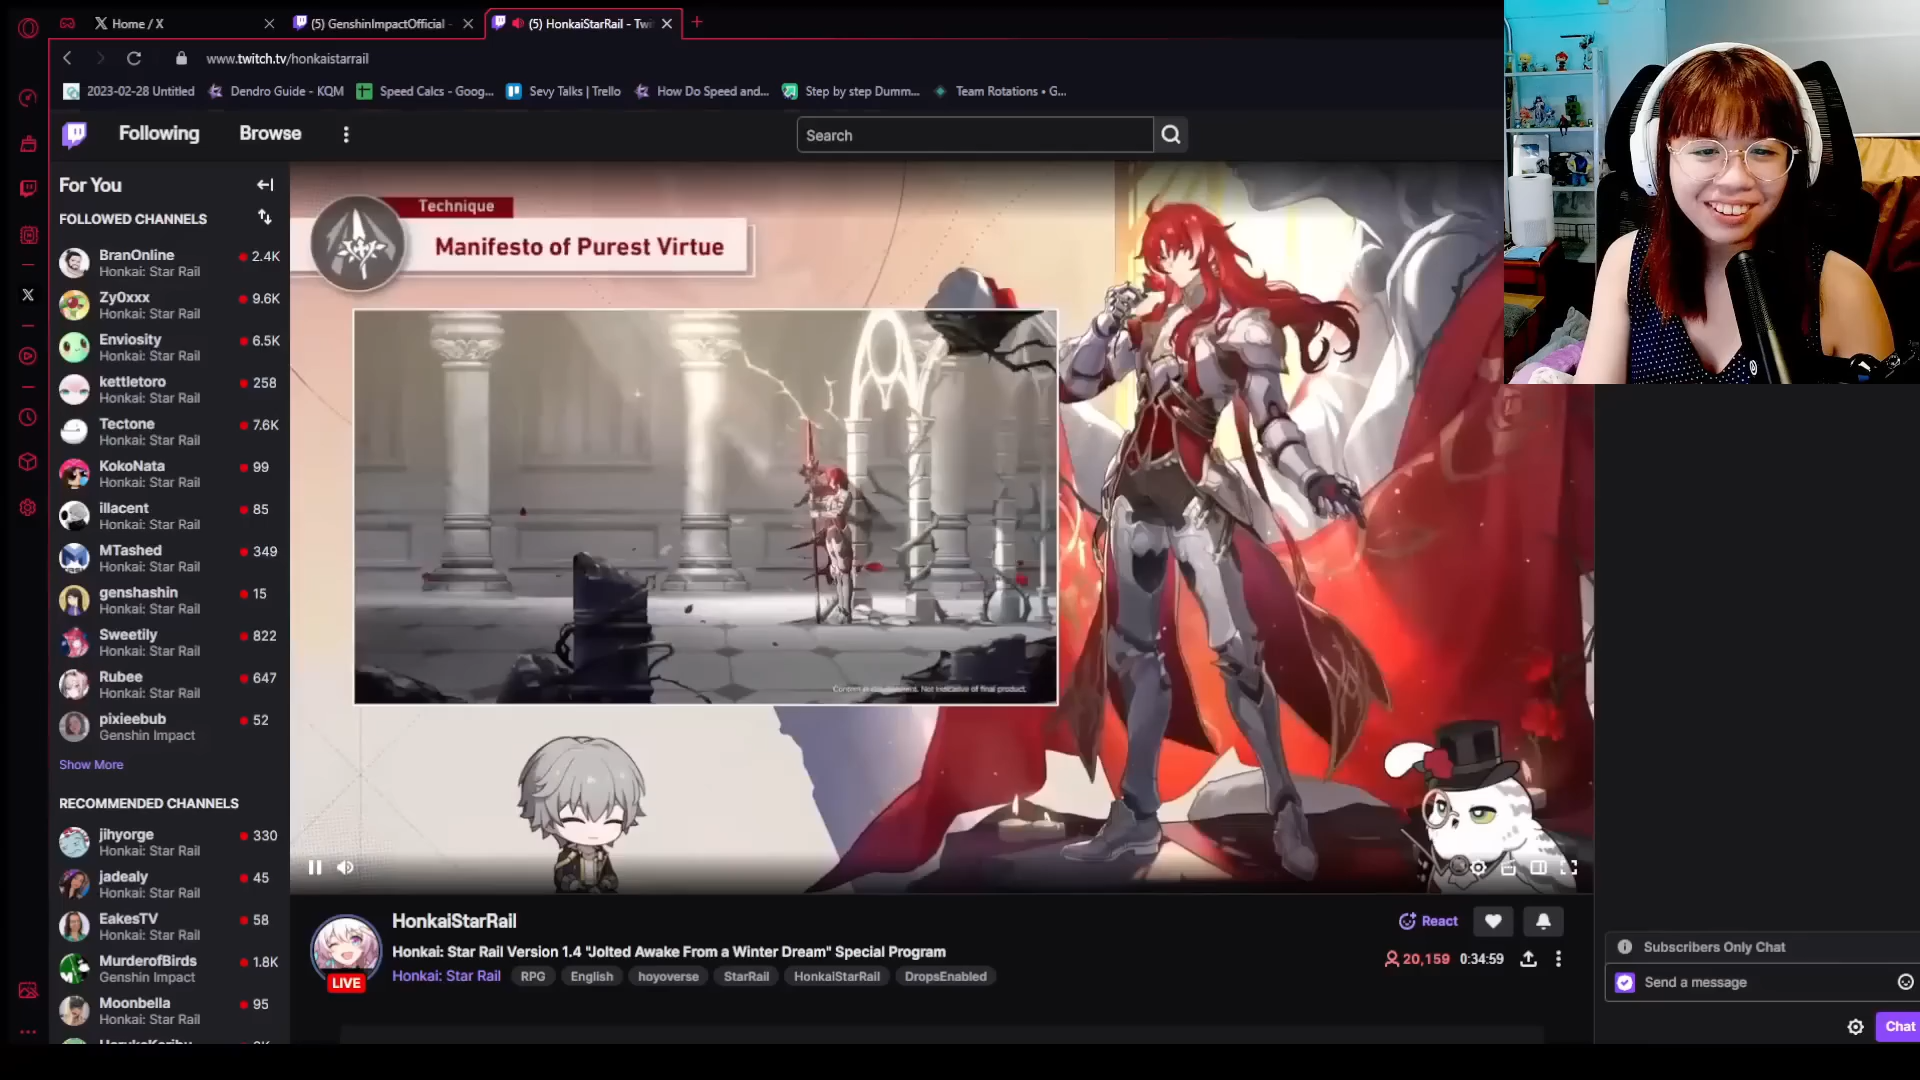 Home / X
(5) GenshinImpactOfficial -
(5) HonkaiStarRail - Twi
www.twitch.tv/honkaistarrail
2023-02-28 Untitled
Dendro Guide - KQM
Speed Calcs - Goog...
Sevy Talks | Trello
How Do Speed and...
Step by step Dumm...
Team Rotations • G...
Following
Browse
Search
For You
FOLLOWED CHANNELS
BranOnline
2.4K
Honkai: Star Rail
Zy0xxx
9.6K
Honkai: Star Rail
Enviosity
6.5K
Honkai: Star Rail
kettletoro
258
Honkai: Star Rail
Tectone
7.6K
Honkai: Star Rail
KokoNata
99
Honkai: Star Rail
illacent
85
Honkai: Star Rail
MTashed
349
Honkai: Star Rail
genshashin
15
Honkai: Star Rail
Sweetily
822
Honkai: Star Rail
Rubee
647
Honkai: Star Rail
pixieebub
52
Genshin Impact
Show More
RECOMMENDED CHANNELS
jihyorge
330
Honkai: Star Rail
jadealy
45
Honkai: Star Rail
EakesTV
58
Honkai: Star Rail
MurderofBirds
1.8K
Genshin Impact
Moonbella
95
Honkai: Star Rail
Technique
Manifesto of Purest Virtue
Content in development. Not indicative of final product.
HonkaiStarRail
LIVE
Honkai: Star Rail Version 1.4 "Jolted Awake From a Winter Dream" Special Program
Honkai: Star Rail
RPG
English
hoyoverse
StarRail
HonkaiStarRail
DropsEnabled
React
20,159
0:34:59
Subscribers Only Chat
Send a message
Chat